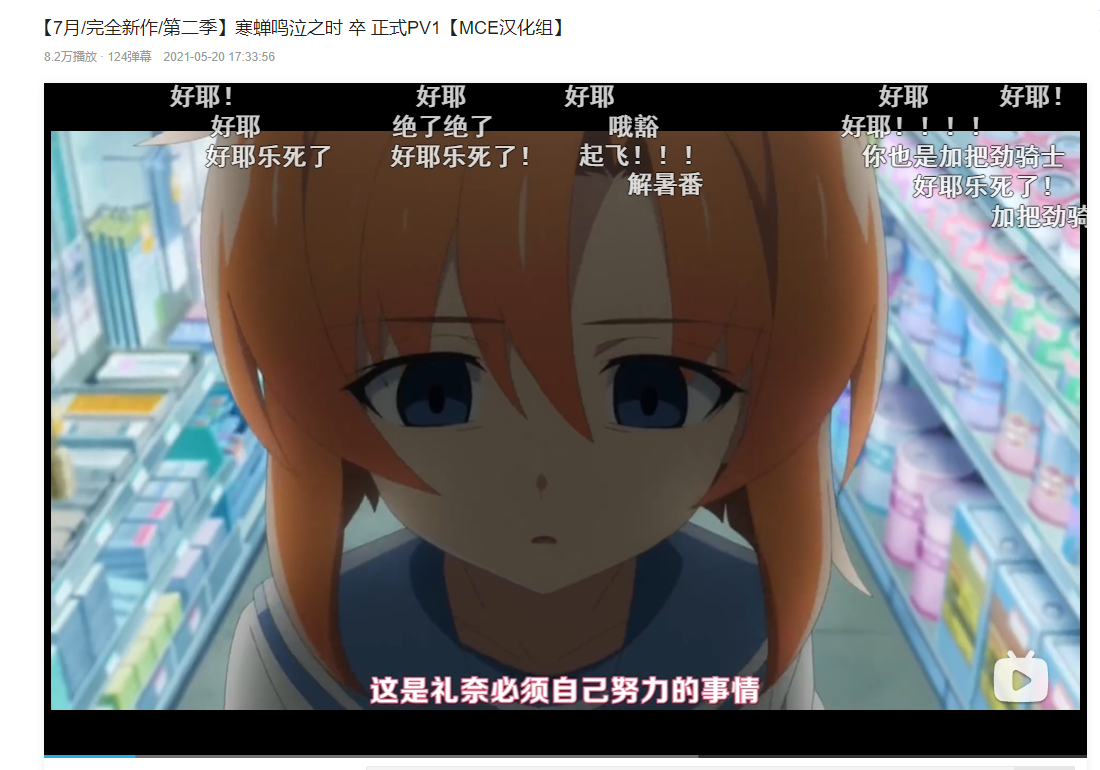 【7月/完全新作/第二季】寒蝉鸣泣之时 卒 正式PV1【MCE汉化组】
8.2万播放 · 124弹幕 2021-05-20 17:33:56
好耶！ 好耶 好耶 好耶 好耶！
好耶 绝了绝了 哦豁 好耶！！！！
好耶乐死了 好耶乐死了！ 起飞！！！ 你也是加把劲骑士
解暑番 好耶乐死了！
加把劲骑
这是礼奈必须自己努力的事情